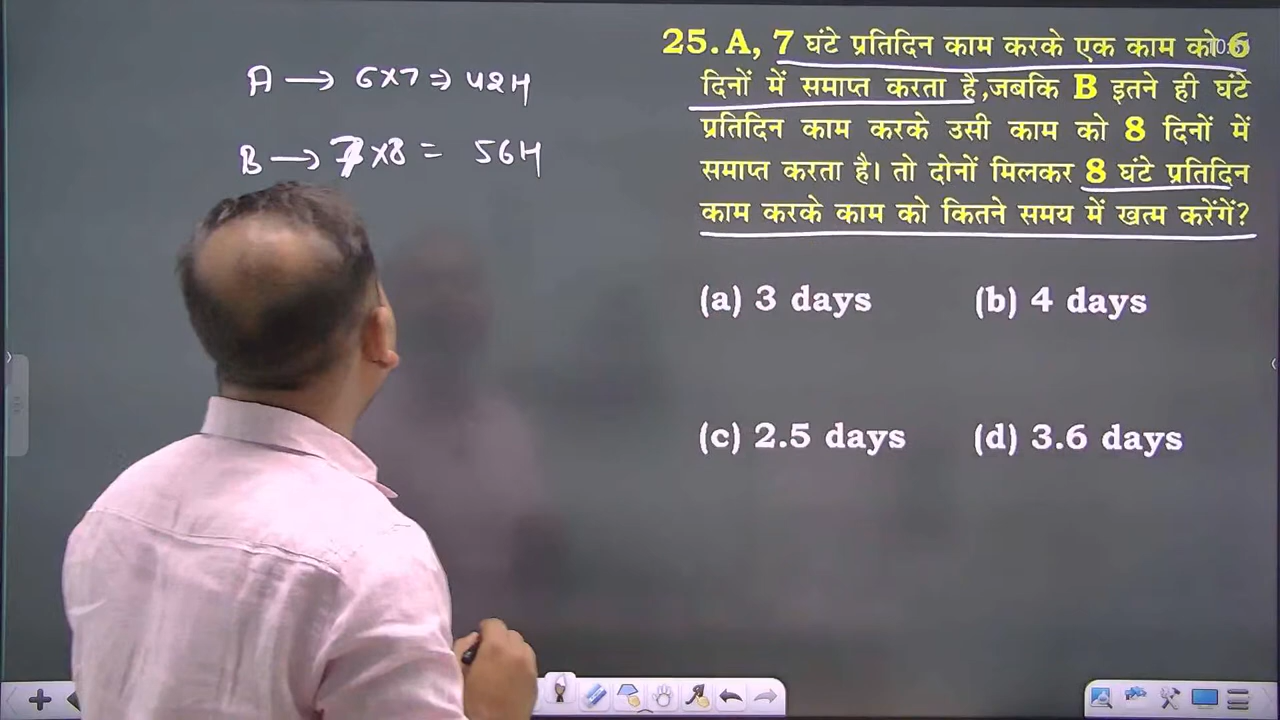 A → 6×7 ⇒ 42H
B → 7×8 = 56H
25. A, 7 घंटे प्रतिदिन काम करके एक काम को 6
दिनों में समाप्त करता है,जबकि B इतने ही घंटे
प्रतिदिन काम करके उसी काम को 8 दिनों में
समाप्त करता है। तो दोनों मिलकर 8 घंटे प्रतिदिन
काम करके काम को कितने समय में खत्म करेंगें?
(a) 3 days (b) 4 days
(c) 2.5 days (d) 3.6 days